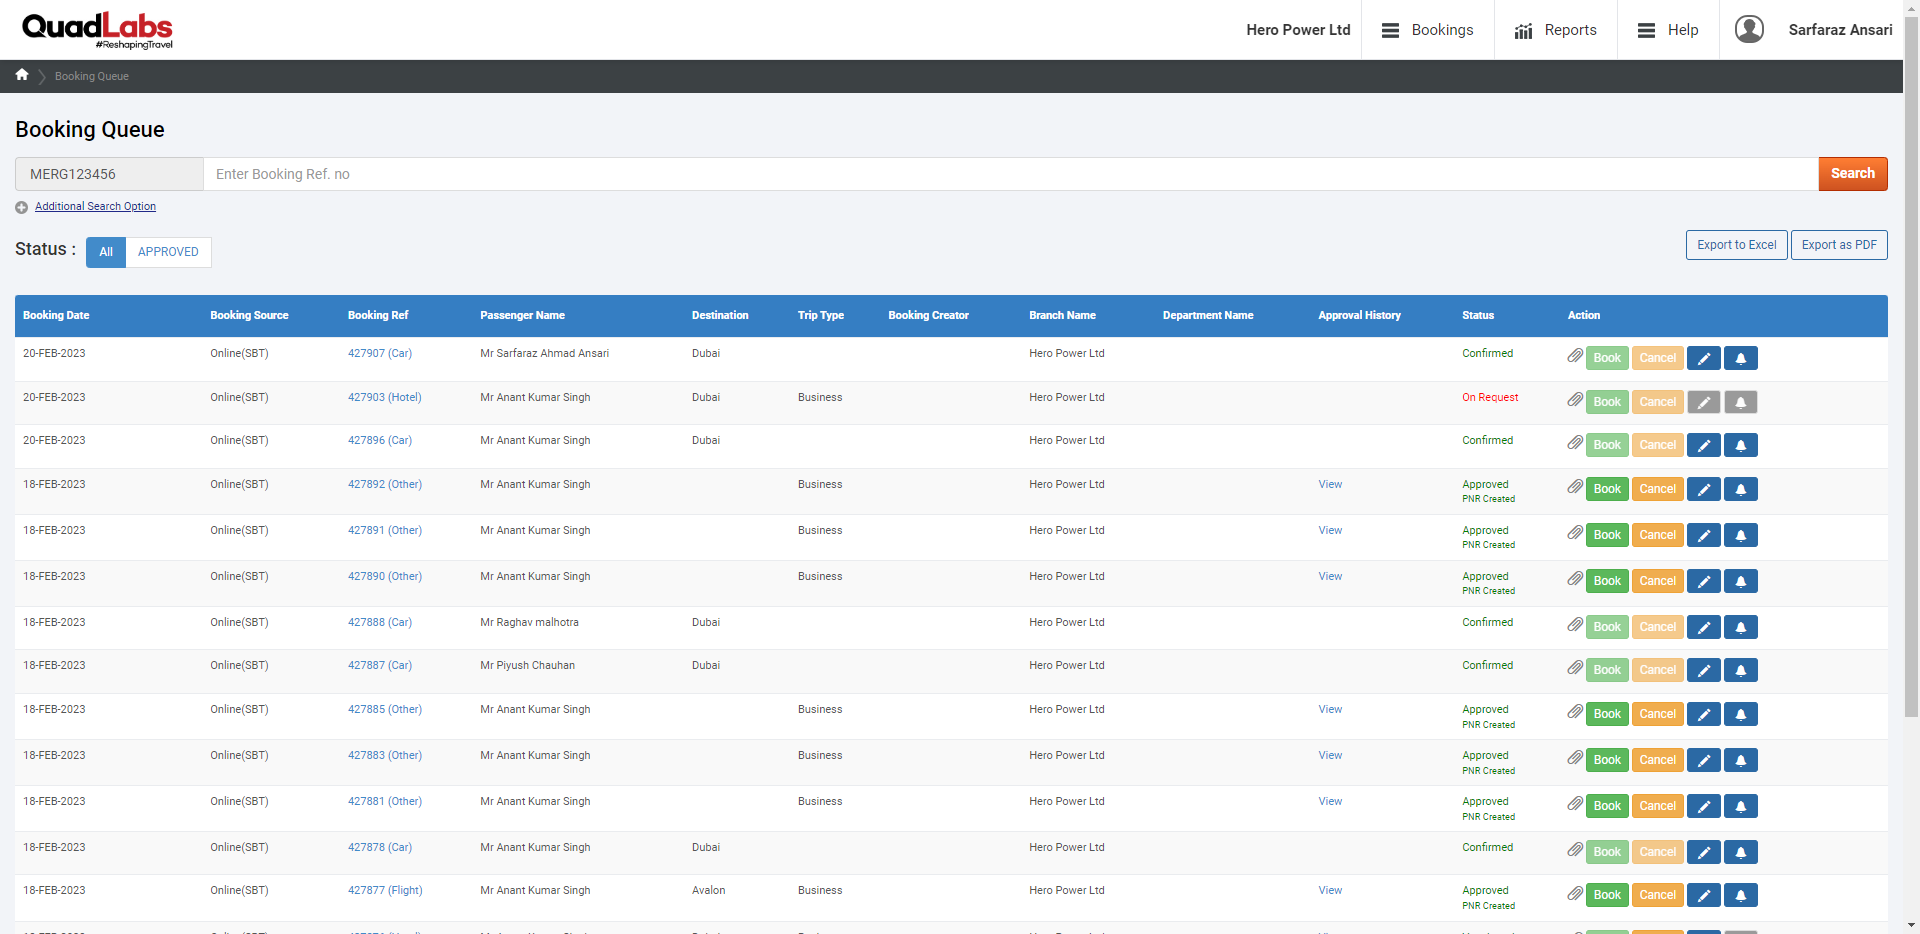 QuadLabs
#ReshapingTravel
Hero Power Ltd Bookings Reports Help Sarfaraz Ansari
Booking Queue
Booking Queue
MERG123456 Enter Booking Ref. no Search
Additional Search Option
Status : All APPROVED Export to Excel Export as PDF
Booking Date Booking Source Booking Ref Passenger Name Destination Trip Type Booking Creator Branch Name Department Name Approval History Status Action
20-FEB-2023 Online(SBT) 427907 (Car) Mr Sarfaraz Ahmad Ansari Dubai Hero Power Ltd Confirmed Book Cancel
20-FEB-2023 Online(SBT) 427903 (Hotel) Mr Anant Kumar Singh Dubai Business Hero Power Ltd On Request Book Cancel
20-FEB-2023 Online(SBT) 427896 (Car) Mr Anant Kumar Singh Dubai Hero Power Ltd Confirmed Book Cancel
18-FEB-2023 Online(SBT) 427892 (Other) Mr Anant Kumar Singh Business Hero Power Ltd View Approved Book Cancel
PNR Created
18-FEB-2023 Online(SBT) 427891 (Other) Mr Anant Kumar Singh Business Hero Power Ltd View Approved Book Cancel
PNR Created
18-FEB-2023 Online(SBT) 427890 (Other) Mr Anant Kumar Singh Business Hero Power Ltd View Approved Book Cancel
PNR Created
18-FEB-2023 Online(SBT) 427888 (Car) Mr Raghav malhotra Dubai Hero Power Ltd Confirmed Book Cancel
18-FEB-2023 Online(SBT) 427887 (Car) Mr Piyush Chauhan Dubai Hero Power Ltd Confirmed Book Cancel
18-FEB-2023 Online(SBT) 427885 (Other) Mr Anant Kumar Singh Business Hero Power Ltd View Approved Book Cancel
PNR Created
18-FEB-2023 Online(SBT) 427883 (Other) Mr Anant Kumar Singh Business Hero Power Ltd View Approved Book Cancel
PNR Created
18-FEB-2023 Online(SBT) 427881 (Other) Mr Anant Kumar Singh Business Hero Power Ltd View Approved Book Cancel
PNR Created
18-FEB-2023 Online(SBT) 427878 (Car) Mr Anant Kumar Singh Dubai Hero Power Ltd Confirmed Book Cancel
18-FEB-2023 Online(SBT) 427877 (Flight) Mr Anant Kumar Singh Avalon Business Hero Power Ltd View Approved Book Cancel
PNR Created